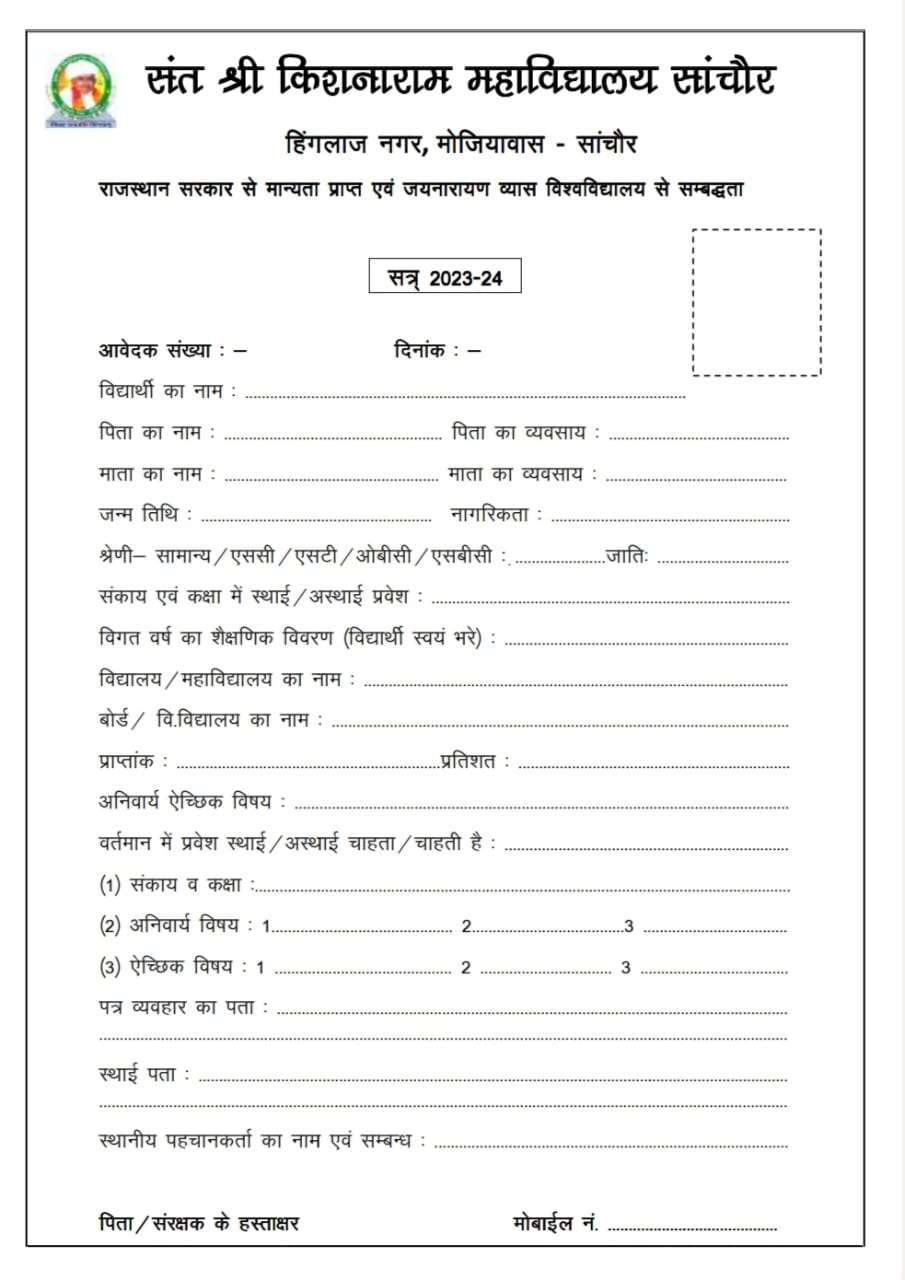 संत श्री किशनाराम महाविद्यालय सांचौर
हिंगलाज नगर, मोजियावास - सांचौर
राजस्थान सरकार से मान्यता प्राप्त एवं जयनारायण व्यास विश्वविद्यालय से सम्बद्धता
सत्र् 2023-24
आवेदक संख्या : – दिनांक : –
विद्यार्थी का नाम : ........................................
पिता का नाम : .................... पिता का व्यवसाय : ....................
माता का नाम : .................... माता का व्यवसाय : ....................
जन्म तिथि : .................... नागरिकता : ....................
श्रेणी– सामान्य/एससी/एसटी/ओबीसी/एसबीसी : ....................जातिः ....................
संकाय एवं कक्षा में स्थाई/अस्थाई प्रवेश : ........................................
विगत वर्ष का शैक्षणिक विवरण (विद्यार्थी स्वयं भरे) : ........................................
विद्यालय/महाविद्यालय का नाम : ........................................
बोर्ड/ वि.विद्यालय का नाम : ........................................
प्राप्तांक : ....................प्रतिशत : ....................
अनिवार्य ऐच्छिक विषय : ........................................
वर्तमान में प्रवेश स्थाई/अस्थाई चाहता/चाहती है : ........................................
(1) संकाय व कक्षा :........................................
(2) अनिवार्य विषय : 1.................... 2....................3 ....................
(3) ऐच्छिक विषय : 1 .................... 2 .................... 3 ....................
पत्र व्यवहार का पता : ........................................
........................................
स्थाई पता : ........................................
........................................
स्थानीय पहचानकर्ता का नाम एवं सम्बन्ध : ........................................
पिता/संरक्षक के हस्ताक्षर मोबाईल नं. ....................